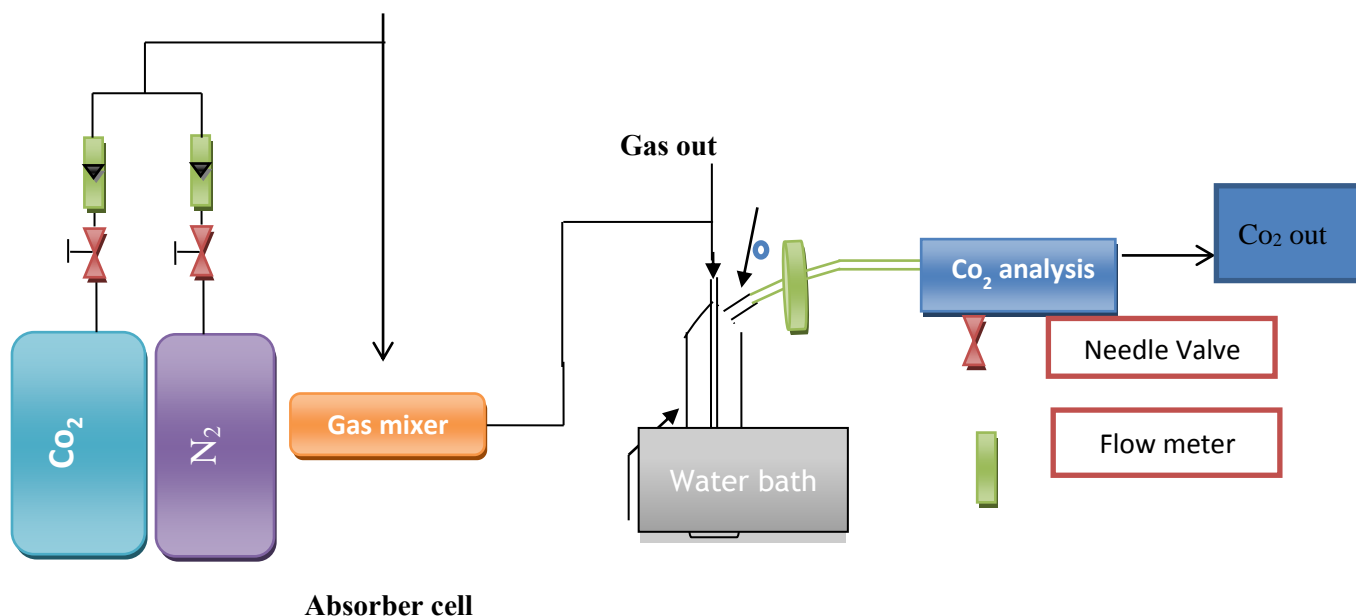 Gas out
Co₂ out
Co₂ analysis
Needle Valve
Co₂
N₂
Gas mixer
Flow meter
Water bath
Absorber cell